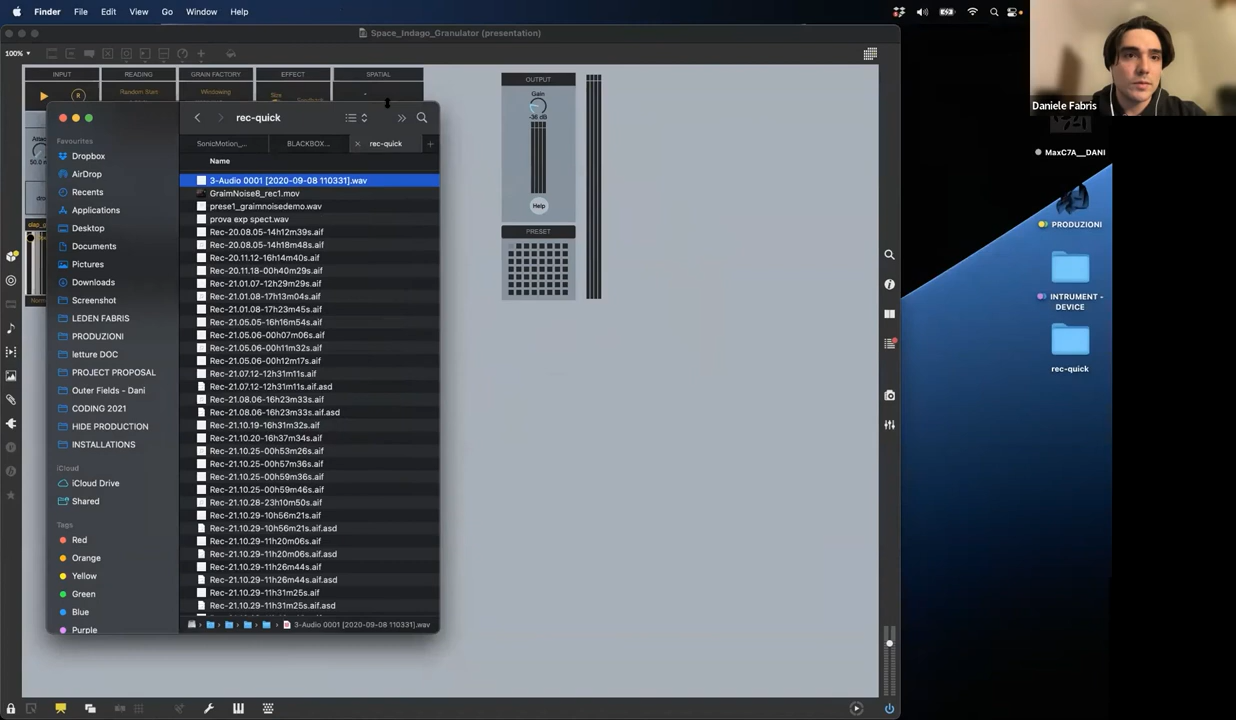 Finder File Edit View Go Window Help
Space_Indago_Granulator (presentation)
100%
INPUT READING GRAIN FACTORY EFFECT SPATIAL
R Random Start Windowing Size
OUTPUT
Gain
-36 dB
Help
PRESET
rec-quick
SonicMotion_... BLACKBOX... rec-quick
Name
Favourites
Dropbox
AirDrop
Recents
Applications
Desktop
Documents
Pictures
Downloads
Screenshot
LEDEN FABRIS
PRODUZIONI
letture DOC
PROJECT PROPOSAL
Outer Fields - Dani
CODING 2021
HIDE PRODUCTION
INSTALLATIONS
iCloud
iCloud Drive
Shared
Tags
Red
Orange
Yellow
Green
Blue
Purple
3-Audio 0001 [2020-09-08 110331].wav
GraimNoise8_rec1.mov
prese1_graimnoisedemo.wav
prova exp spect.wav
Rec-20.08.05-14h12m39s.aif
Rec-20.08.05-14h18m48s.aif
Rec-20.11.12-16h14m40s.aif
Rec-20.11.18-00h40m29s.aif
Rec-21.01.07-12h29m29s.aif
Rec-21.01.08-17h13m04s.aif
Rec-21.01.08-17h23m45s.aif
Rec-21.05.05-16h16m54s.aif
Rec-21.05.06-00h07m06s.aif
Rec-21.05.06-00h11m32s.aif
Rec-21.05.06-00h12m17s.aif
Rec-21.07.12-12h31m11s.aif
Rec-21.07.12-12h31m11s.aif.asd
Rec-21.08.06-16h23m33s.aif
Rec-21.08.06-16h23m33s.aif.asd
Rec-21.10.19-16h31m32s.aif
Rec-21.10.20-16h37m34s.aif
Rec-21.10.25-00h53m26s.aif
Rec-21.10.25-00h57m36s.aif
Rec-21.10.25-00h59m36s.aif
Rec-21.10.25-00h59m46s.aif
Rec-21.10.28-23h10m50s.aif
Rec-21.10.29-10h56m21s.aif
Rec-21.10.29-10h56m21s.aif.asd
Rec-21.10.29-11h20m06s.aif
Rec-21.10.29-11h20m06s.aif.asd
Rec-21.10.29-11h26m44s.aif
Rec-21.10.29-11h26m44s.aif.asd
Rec-21.10.29-11h31m25s.aif
Rec-21.10.29-11h31m25s.aif.asd
3-Audio 0001 [2020-09-08 110331].wav
Daniele Fabris
MaxC7A__DANI
PRODUZIONI
INTRUMENT -
DEVICE
rec-quick